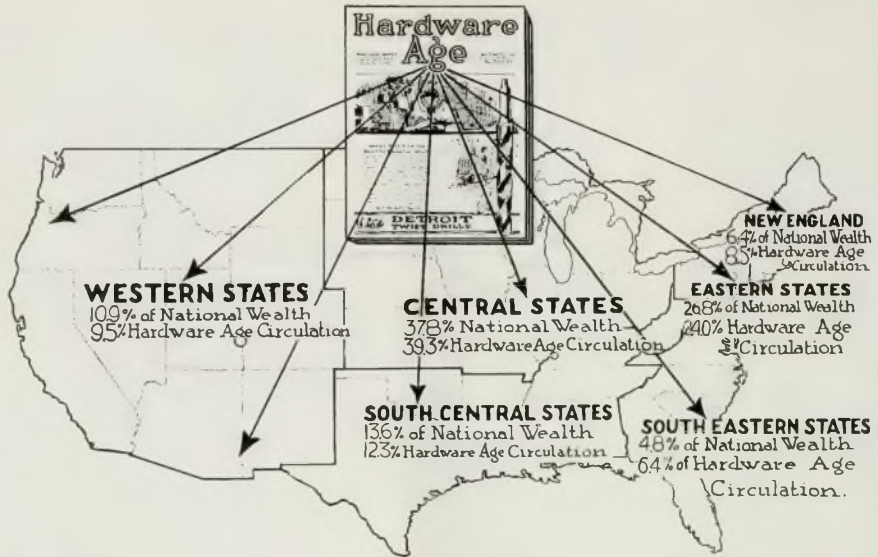 Hardware
Age
DETROIT
TWIST DRILLS
NEW ENGLAND
6.4% of National Wealth
8.5% Hardware Age
Circulation
WESTERN STATES
10.9% of National Wealth
9.5% Hardware Age Circulation
CENTRAL STATES
37.8% National Wealth
39.3% Hardware Age Circulation
EASTERN STATES
26.8% of National Wealth
24.0% Hardware Age
Circulation
SOUTH CENTRAL STATES
13.6% of National Wealth
12.3% Hardware Age Circulation
SOUTH EASTERN STATES
4.8% of National Wealth
6.4% of Hardware Age
Circulation.